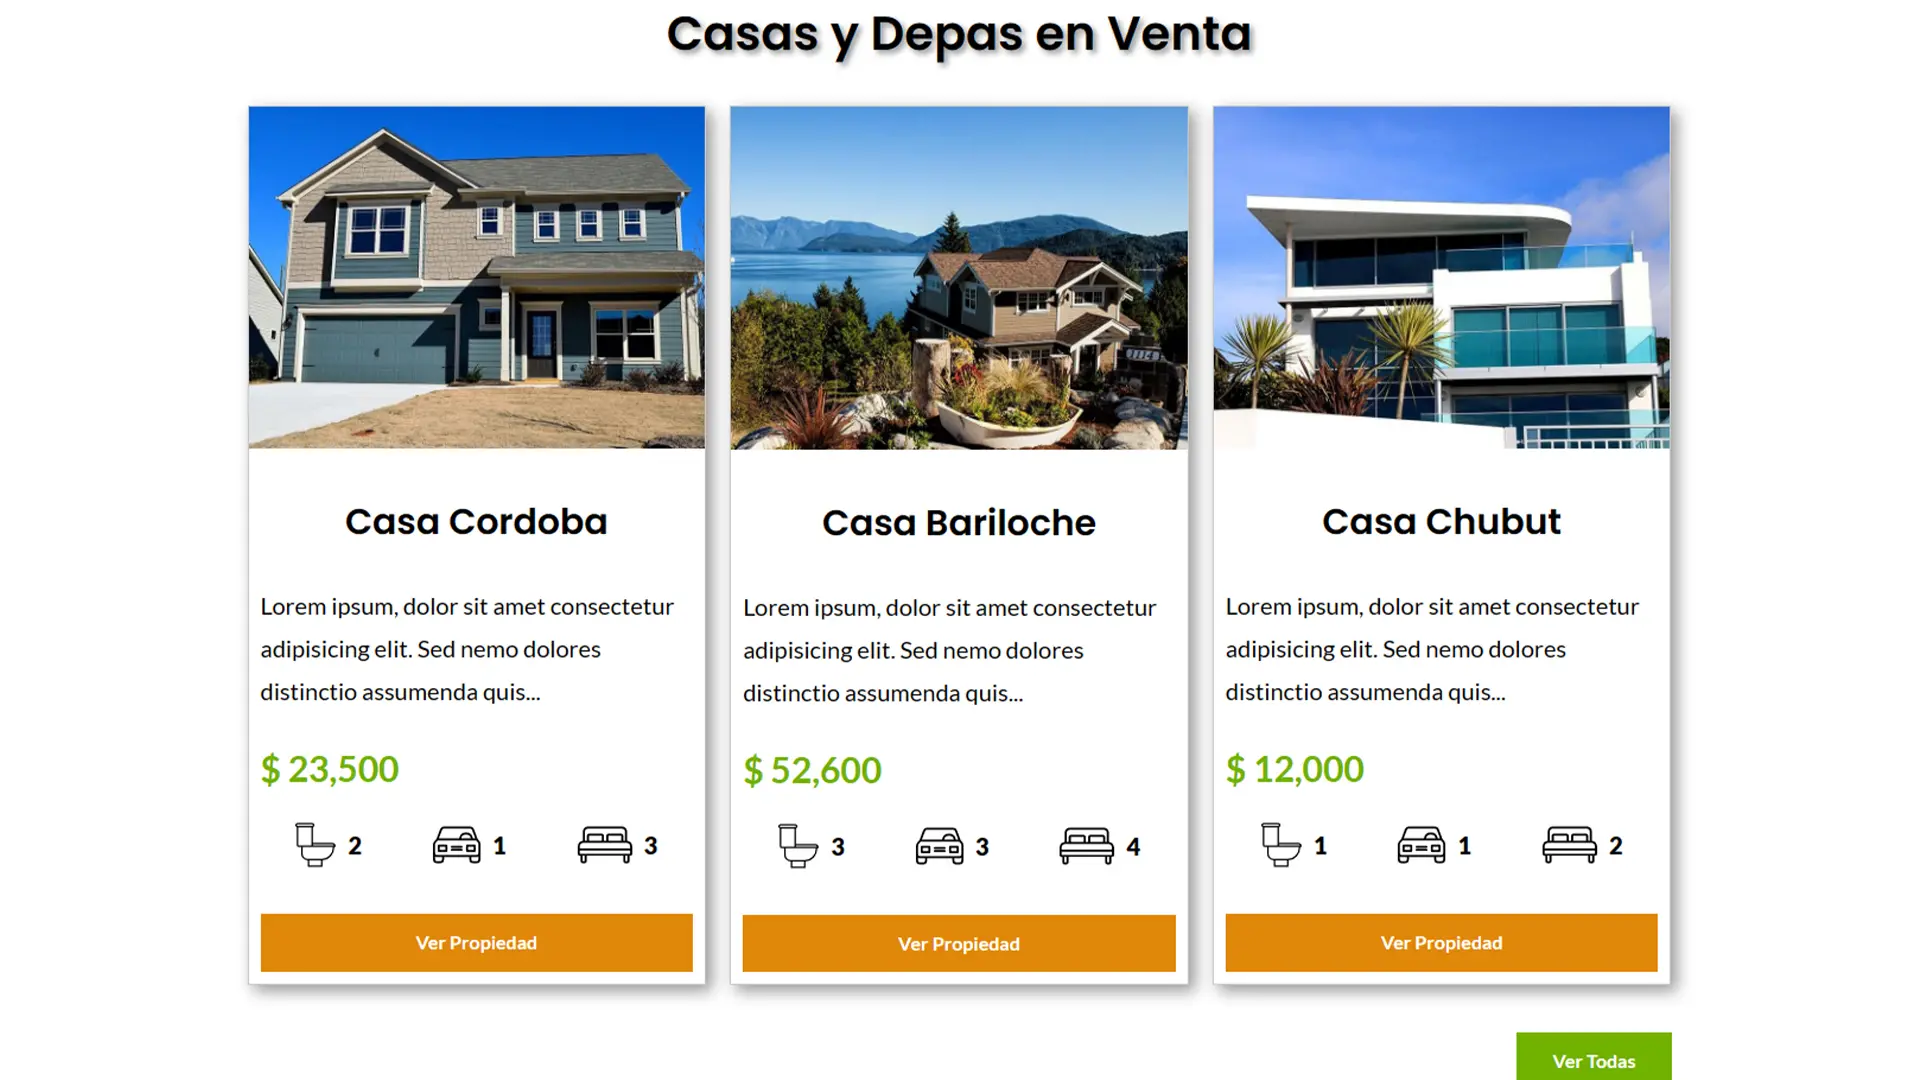 Casas y Depas en Venta
1114
Casa Cordoba
Lorem ipsum, dolor sit amet consectetur
adipisicing elit. Sed nemo dolores
distinctio assumenda quis...
$ 23,500
2 1 3
Ver Propiedad
Casa Bariloche
Lorem ipsum, dolor sit amet consectetur
adipisicing elit. Sed nemo dolores
distinctio assumenda quis...
$ 52,600
3 3 4
Ver Propiedad
Casa Chubut
Lorem ipsum, dolor sit amet consectetur
adipisicing elit. Sed nemo dolores
distinctio assumenda quis...
$ 12,000
1 1 2
Ver Propiedad
Ver Todas